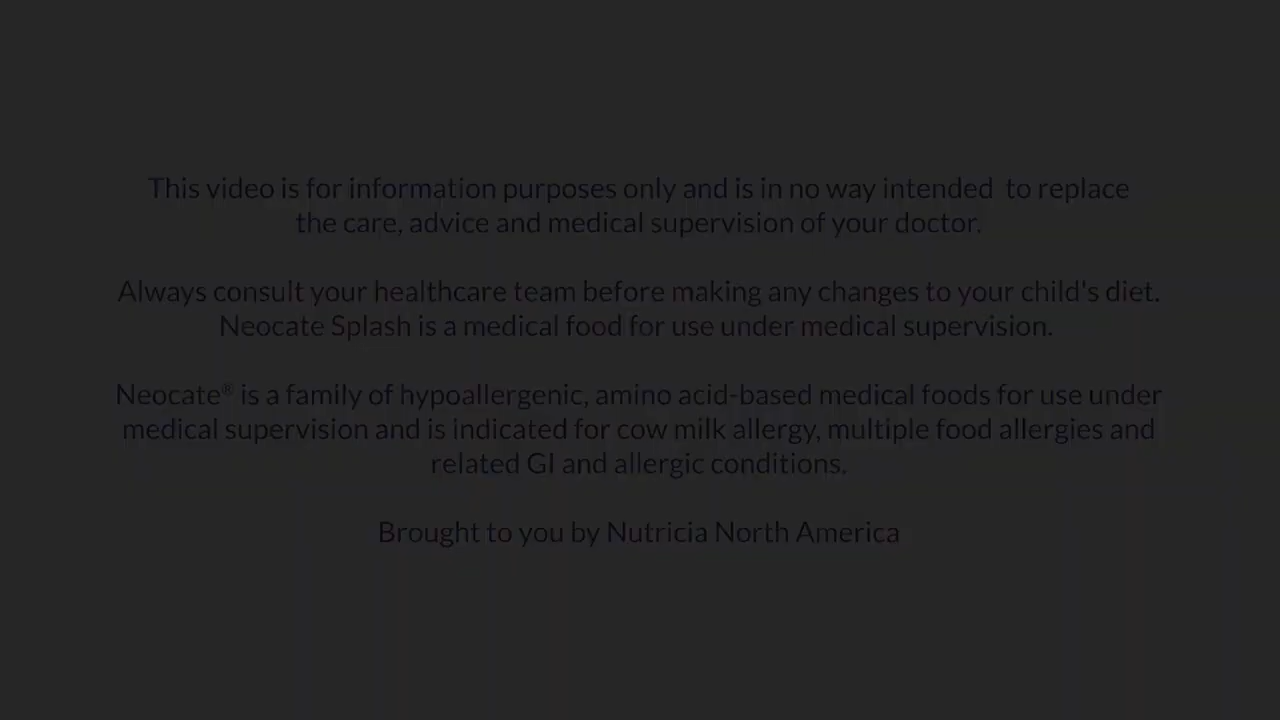 This video is for information purposes only and is in no way intended  to replace
the care, advice and medical supervision of your doctor.
Always consult your healthcare team before making any changes to your child's diet.
Neocate Splash is a medical food for use under medical supervision.
Neocate® is a family of hypoallergenic, amino acid-based medical foods for use under
medical supervision and is indicated for cow milk allergy, multiple food allergies and
related GI and allergic conditions.
Brought to you by Nutricia North America